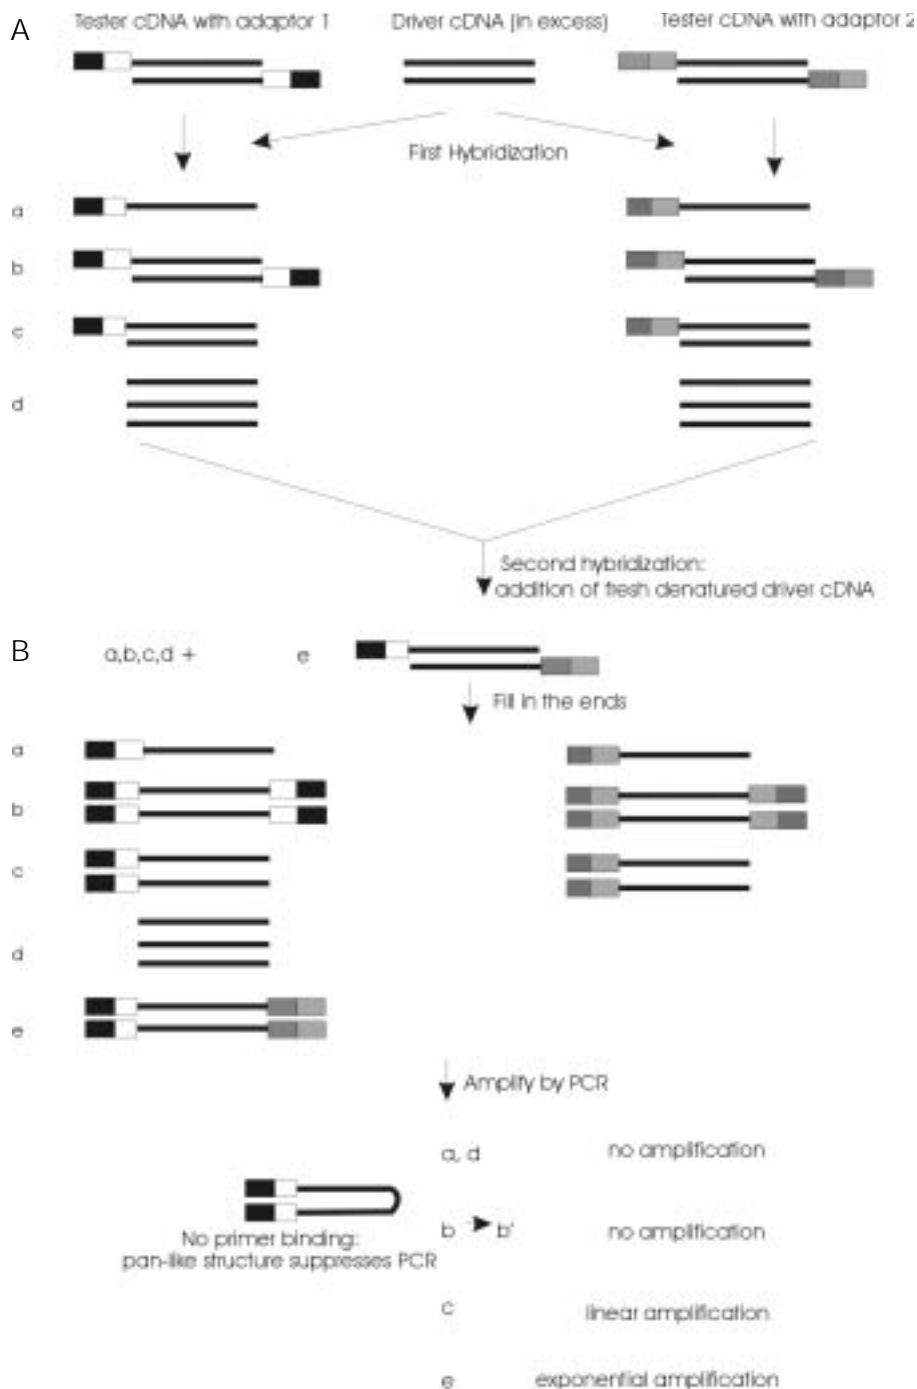 A
Tester cDNA with adaptor 1
Driver cDNA (in excess)
Tester cDNA with adaptor 2
First Hybridization
a
b
c
d
Second hybridization:
addition of fresh denatured driver cDNA
B
a,b,c,d +
e
Fill in the ends
a
b
c
d
e
Amplify by PCR
a, d
no amplification
No primer binding:
pan-like structure suppresses PCR
b
b'
no amplification
c
linear amplification
e
exponential amplification